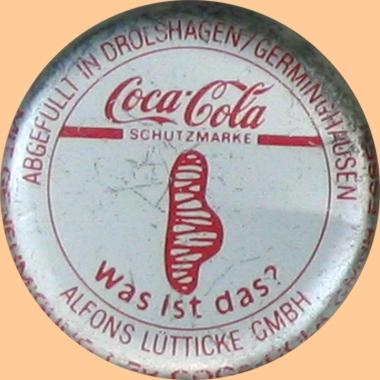 ABGEFÜLLT IN DROLSHAGEN/GERMINGHAUSEN
Coca-Cola
SCHUTZMARKE
Was ist das?
ALFONS LÜTTICKE GMBH